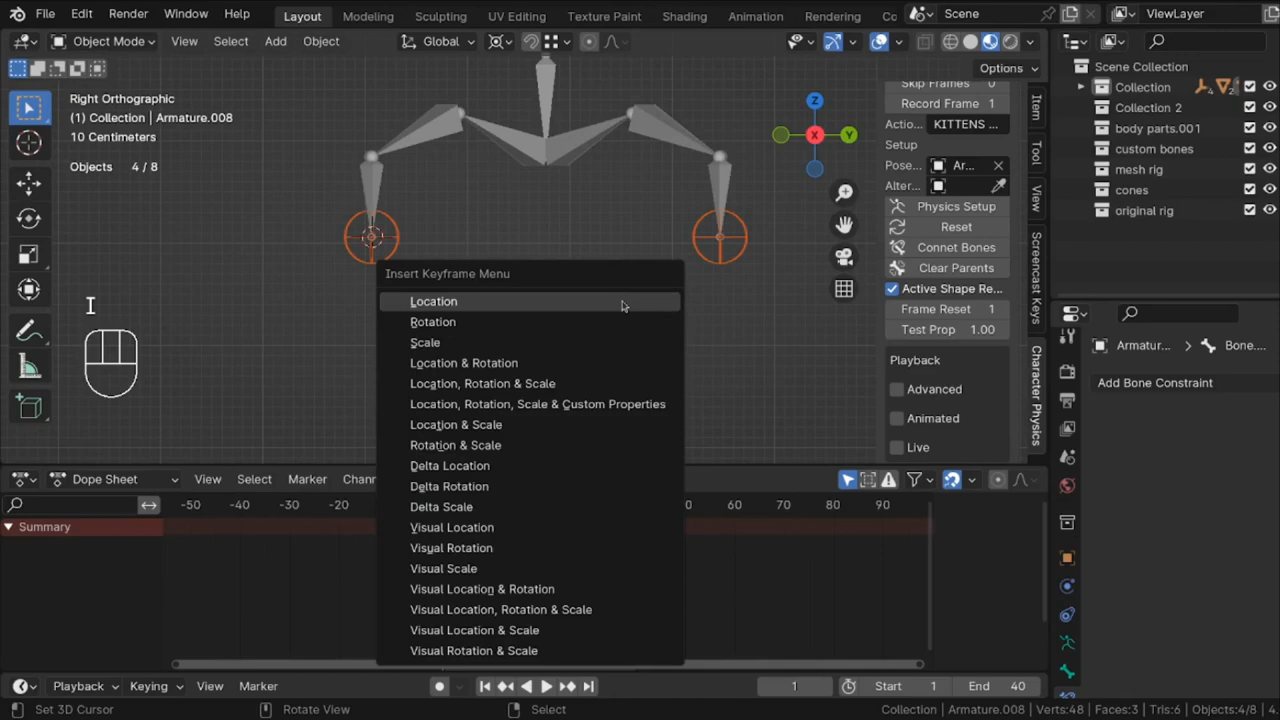 File Edit Render Window Help Layout Modeling Sculpting UV Editing Texture Paint Shading Animation Rendering Co Scene ViewLayer
Object Mode View Select Add Object Global
Options
Right Orthographic
(1) Collection | Armature.008
10 Centimeters
Objects 4 / 8
I
Z
X
Y
Skip Frames 0
Record Frame 1
Actio... KITTENS ...
Setup
Pose... Ar...
Alter...
Physics Setup
Reset
Connet Bones
Clear Parents
Active Shape Re...
Frame Reset 1
Test Prop 1.00
Playback
Advanced
Animated
Live
Item
Tool
View
Screencast Keys
Character Physics
Scene Collection
Collection 4 2
Collection 2
body parts.001
custom bones
mesh rig
cones
original rig
Armatur... Bone....
Add Bone Constraint
Insert Keyframe Menu
Location
Rotation
Scale
Location & Rotation
Location, Rotation & Scale
Location, Rotation, Scale & Custom Properties
Location & Scale
Rotation & Scale
Delta Location
Delta Rotation
Delta Scale
Visual Location
Visual Rotation
Visual Scale
Visual Location & Rotation
Visual Location, Rotation & Scale
Visual Location & Scale
Visual Rotation & Scale
Dope Sheet View Select Marker Chann
-50 -40 -30 -20 0 60 70 80 90
Summary
Playback Keying View Marker 1 Start 1 End 40
Set 3D Cursor Rotate View Select Collection | Armature.008 | Verts:48 | Faces:3 | Tris:6 | Objects:4/8 | 4.